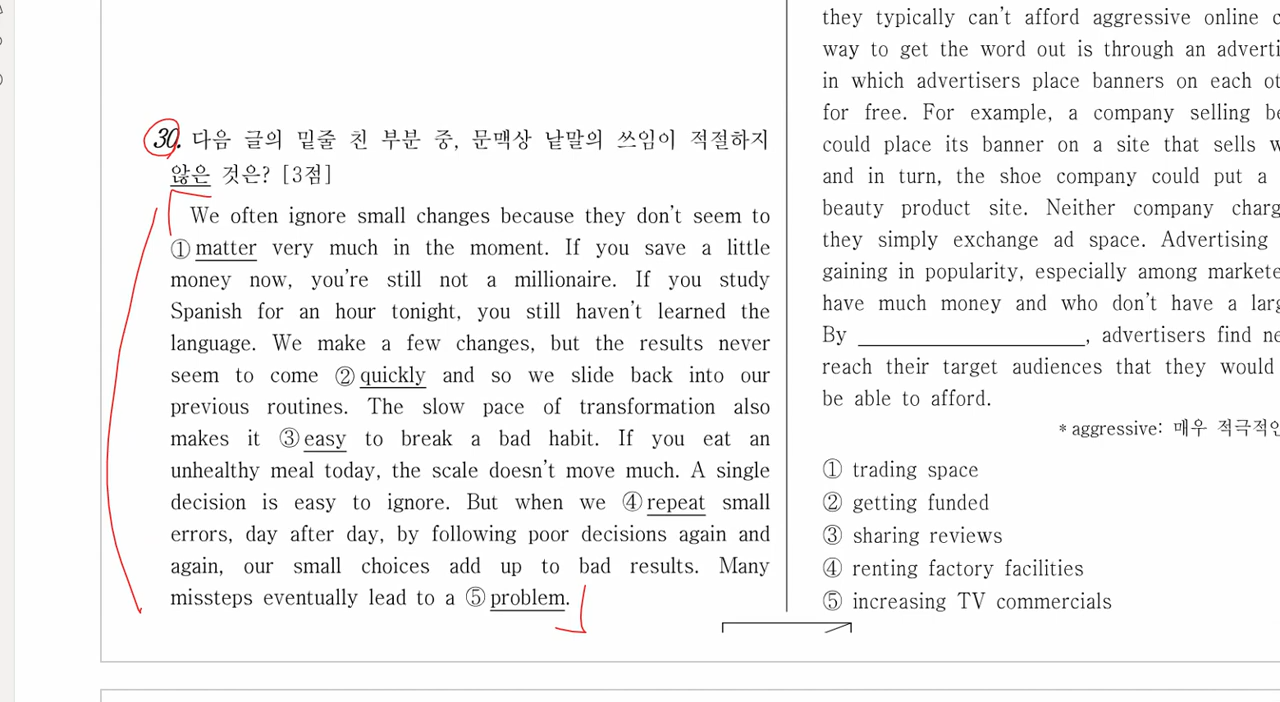 30. 다음 글의 밑줄 친 부분 중, 문맥상 낱말의 쓰임이 적절하지
않은 것은? [3점]
We often ignore small changes because they don't seem to
① matter very much in the moment. If you save a little
money now, you're still not a millionaire. If you study
Spanish for an hour tonight, you still haven't learned the
language. We make a few changes, but the results never
seem to come ② quickly and so we slide back into our
previous routines. The slow pace of transformation also
makes it ③ easy to break a bad habit. If you eat an
unhealthy meal today, the scale doesn't move much. A single
decision is easy to ignore. But when we ④ repeat small
errors, day after day, by following poor decisions again and
again, our small choices add up to bad results. Many
missteps eventually lead to a ⑤ problem.
they typically can't afford aggressive online
way to get the word out is through an
in which advertisers place banners on each
for free. For example, a company selling
could place its banner on a site that sells
and in turn, the shoe company could put a
beauty product site. Neither company
they simply exchange ad space. Advertising
gaining in popularity, especially among
have much money and who don't have a
By ____________________, advertisers find
reach their target audiences that they would
be able to afford.
* aggressive: 매우
① trading space
② getting funded
③ sharing reviews
④ renting factory facilities
⑤ increasing TV commercials